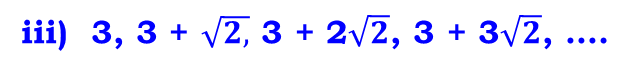 iii) 3, 3 + √2, 3 + 2√2, 3 + 3√2, ....